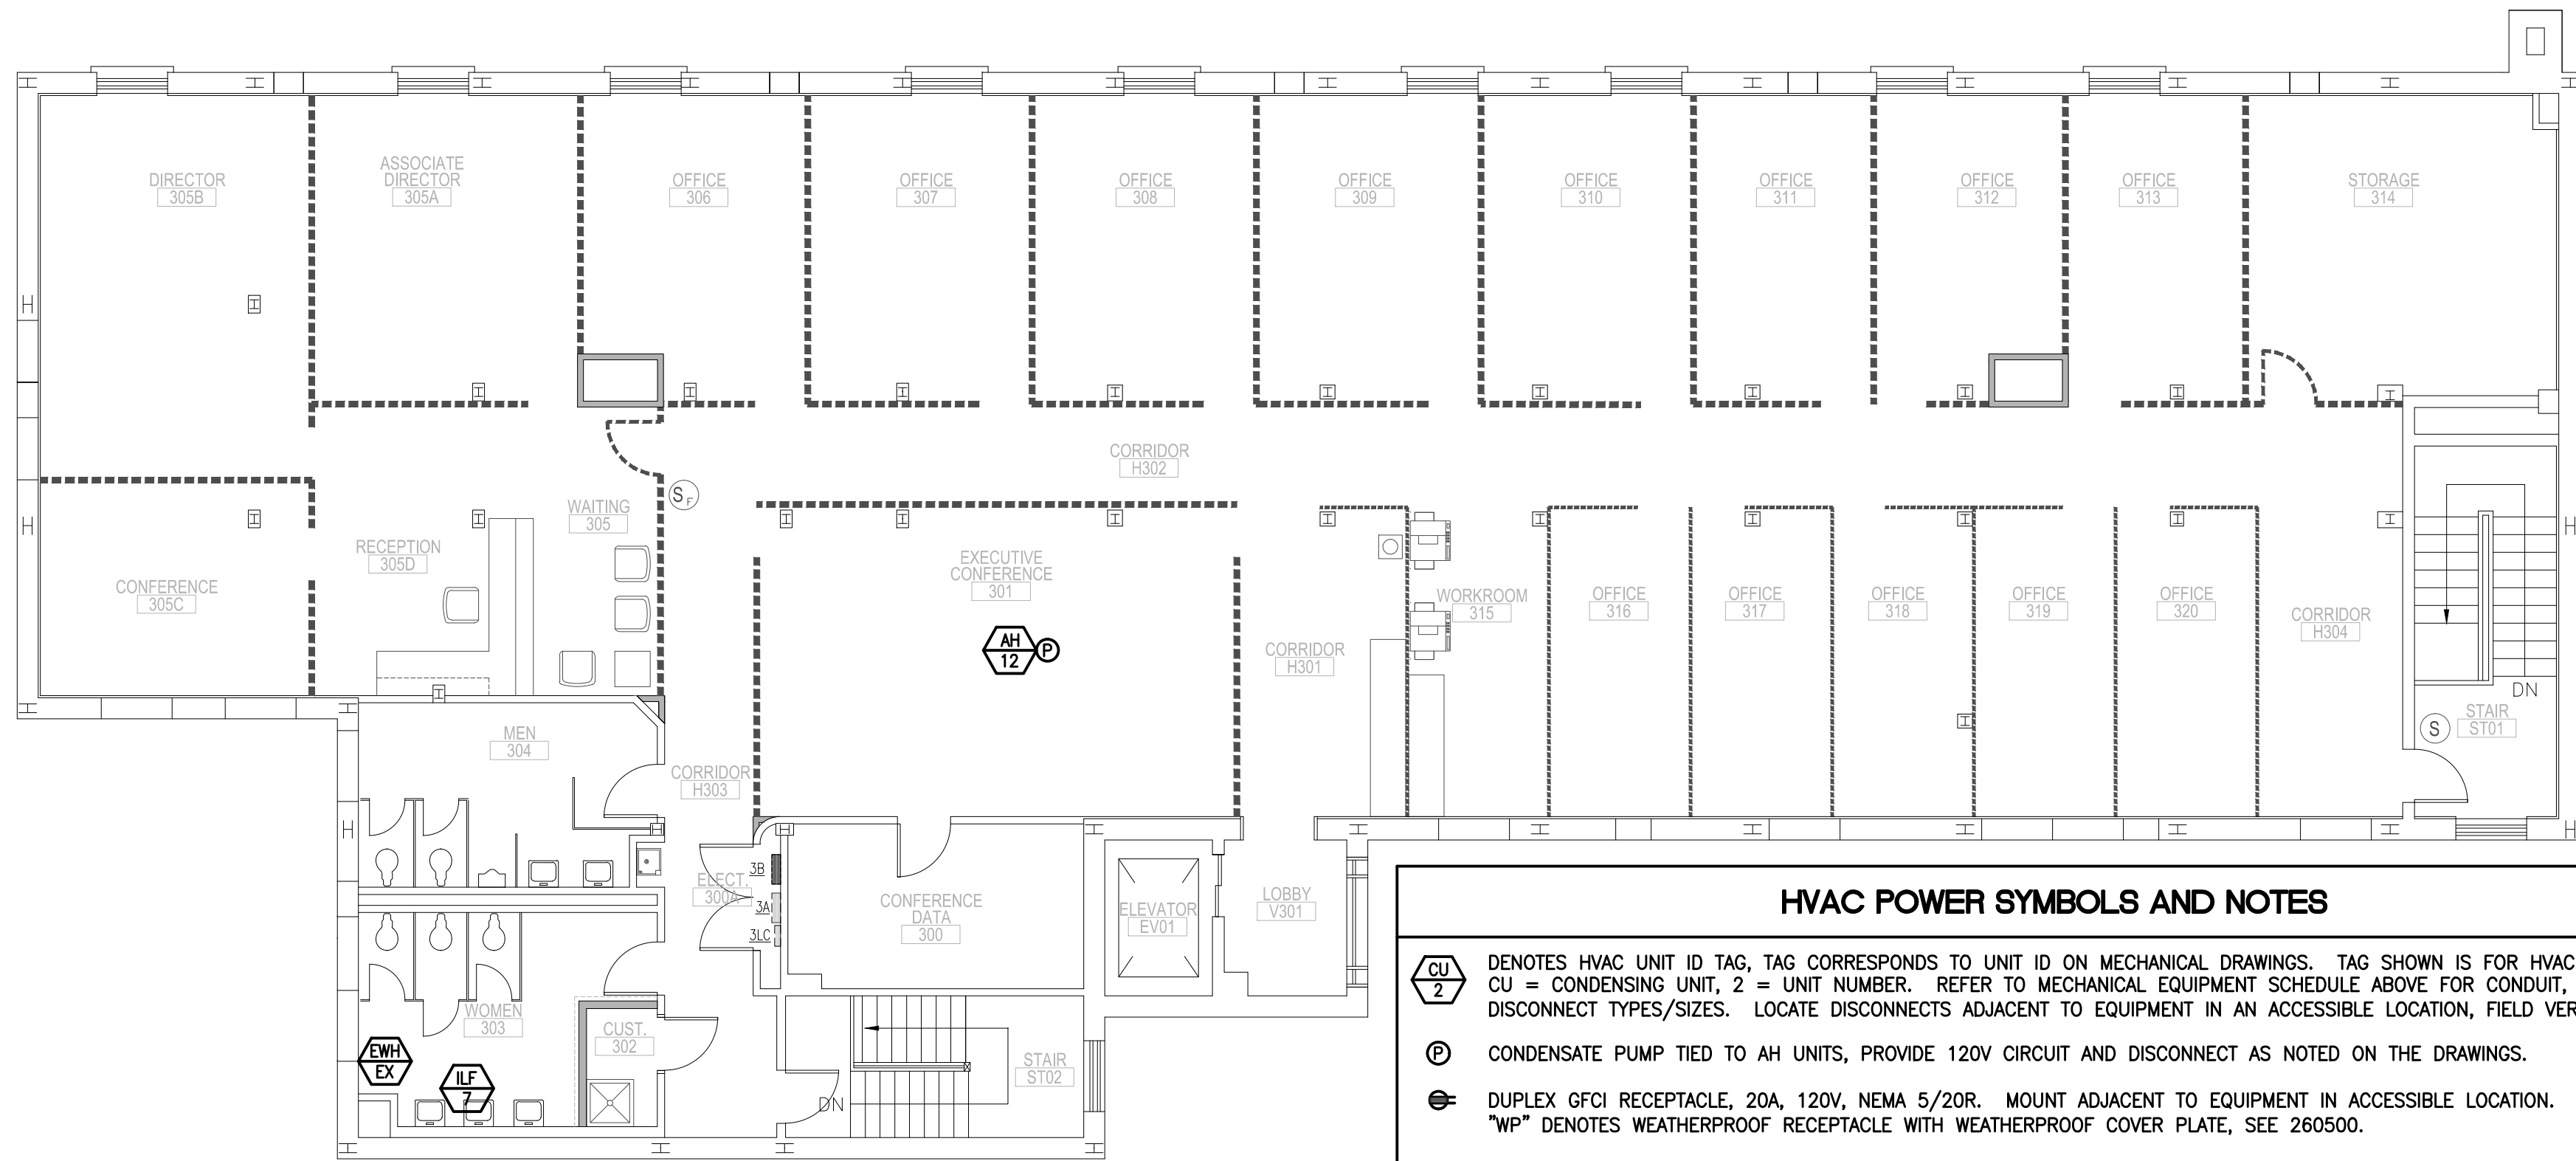 DIRECTOR
305B
ASSOCIATE
DIRECTOR
305A
OFFICE
306
OFFICE
307
OFFICE
308
OFFICE
309
OFFICE
310
OFFICE
311
OFFICE
312
OFFICE
313
STORAGE
314
CORRIDOR
H302
SF
WAITING
305
RECEPTION
305D
CONFERENCE
305C
EXECUTIVE
CONFERENCE
301
AH
12
P
CORRIDOR
H301
WORKROOM
315
OFFICE
316
OFFICE
317
OFFICE
318
OFFICE
319
OFFICE
320
CORRIDOR
H304
DN
STAIR
ST01
S
MEN
304
CORRIDOR
H303
ELECT.
300A
3B
3A
3LC
CONFERENCE
DATA
300
ELEVATOR
EV01
LOBBY
V301
WOMEN
303
CUST.
302
EWH
EX
ILF
7
STAIR
ST02
DN
HVAC POWER SYMBOLS AND NOTES
CU
2
DENOTES HVAC UNIT ID TAG, TAG CORRESPONDS TO UNIT ID ON MECHANICAL DRAWINGS. TAG SHOWN IS FOR HVAC
CU = CONDENSING UNIT, 2 = UNIT NUMBER. REFER TO MECHANICAL EQUIPMENT SCHEDULE ABOVE FOR CONDUIT,
DISCONNECT TYPES/SIZES. LOCATE DISCONNECTS ADJACENT TO EQUIPMENT IN AN ACCESSIBLE LOCATION, FIELD VER
P
CONDENSATE PUMP TIED TO AH UNITS, PROVIDE 120V CIRCUIT AND DISCONNECT AS NOTED ON THE DRAWINGS.
DUPLEX GFCI RECEPTACLE, 20A, 120V, NEMA 5/20R. MOUNT ADJACENT TO EQUIPMENT IN ACCESSIBLE LOCATION.
"WP" DENOTES WEATHERPROOF RECEPTACLE WITH WEATHERPROOF COVER PLATE, SEE 260500.